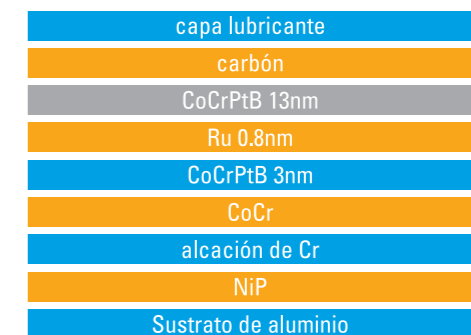 capa lubricante
carbón
CoCrPtB 13nm
Ru 0.8nm
CoCrPtB 3nm
CoCr
alcación de Cr
NiP
Sustrato de aluminio